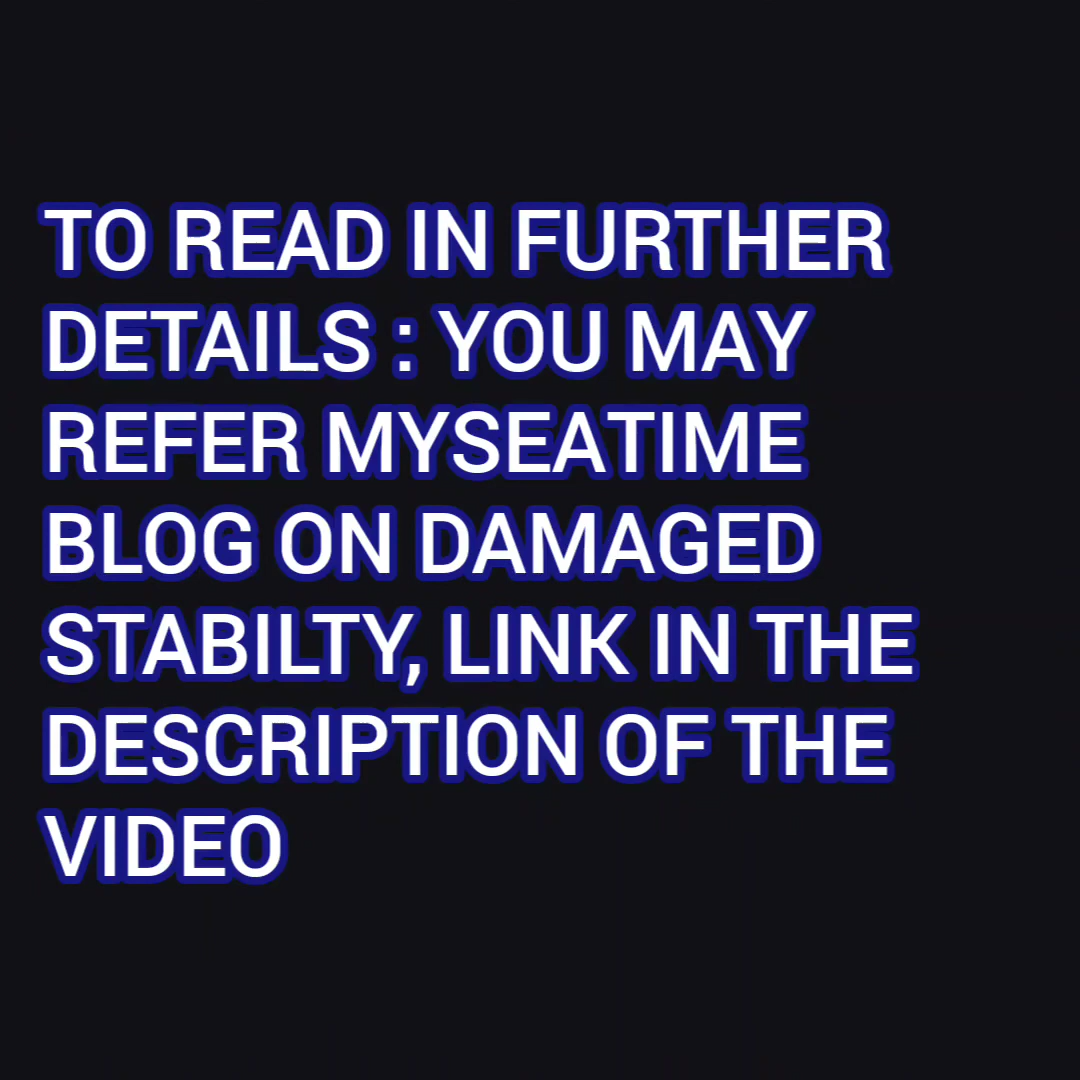 TO READ IN FURTHER
DETAILS : YOU MAY
REFER MYSEATIME
BLOG ON DAMAGED
STABILTY, LINK IN THE
DESCRIPTION OF THE
VIDEO